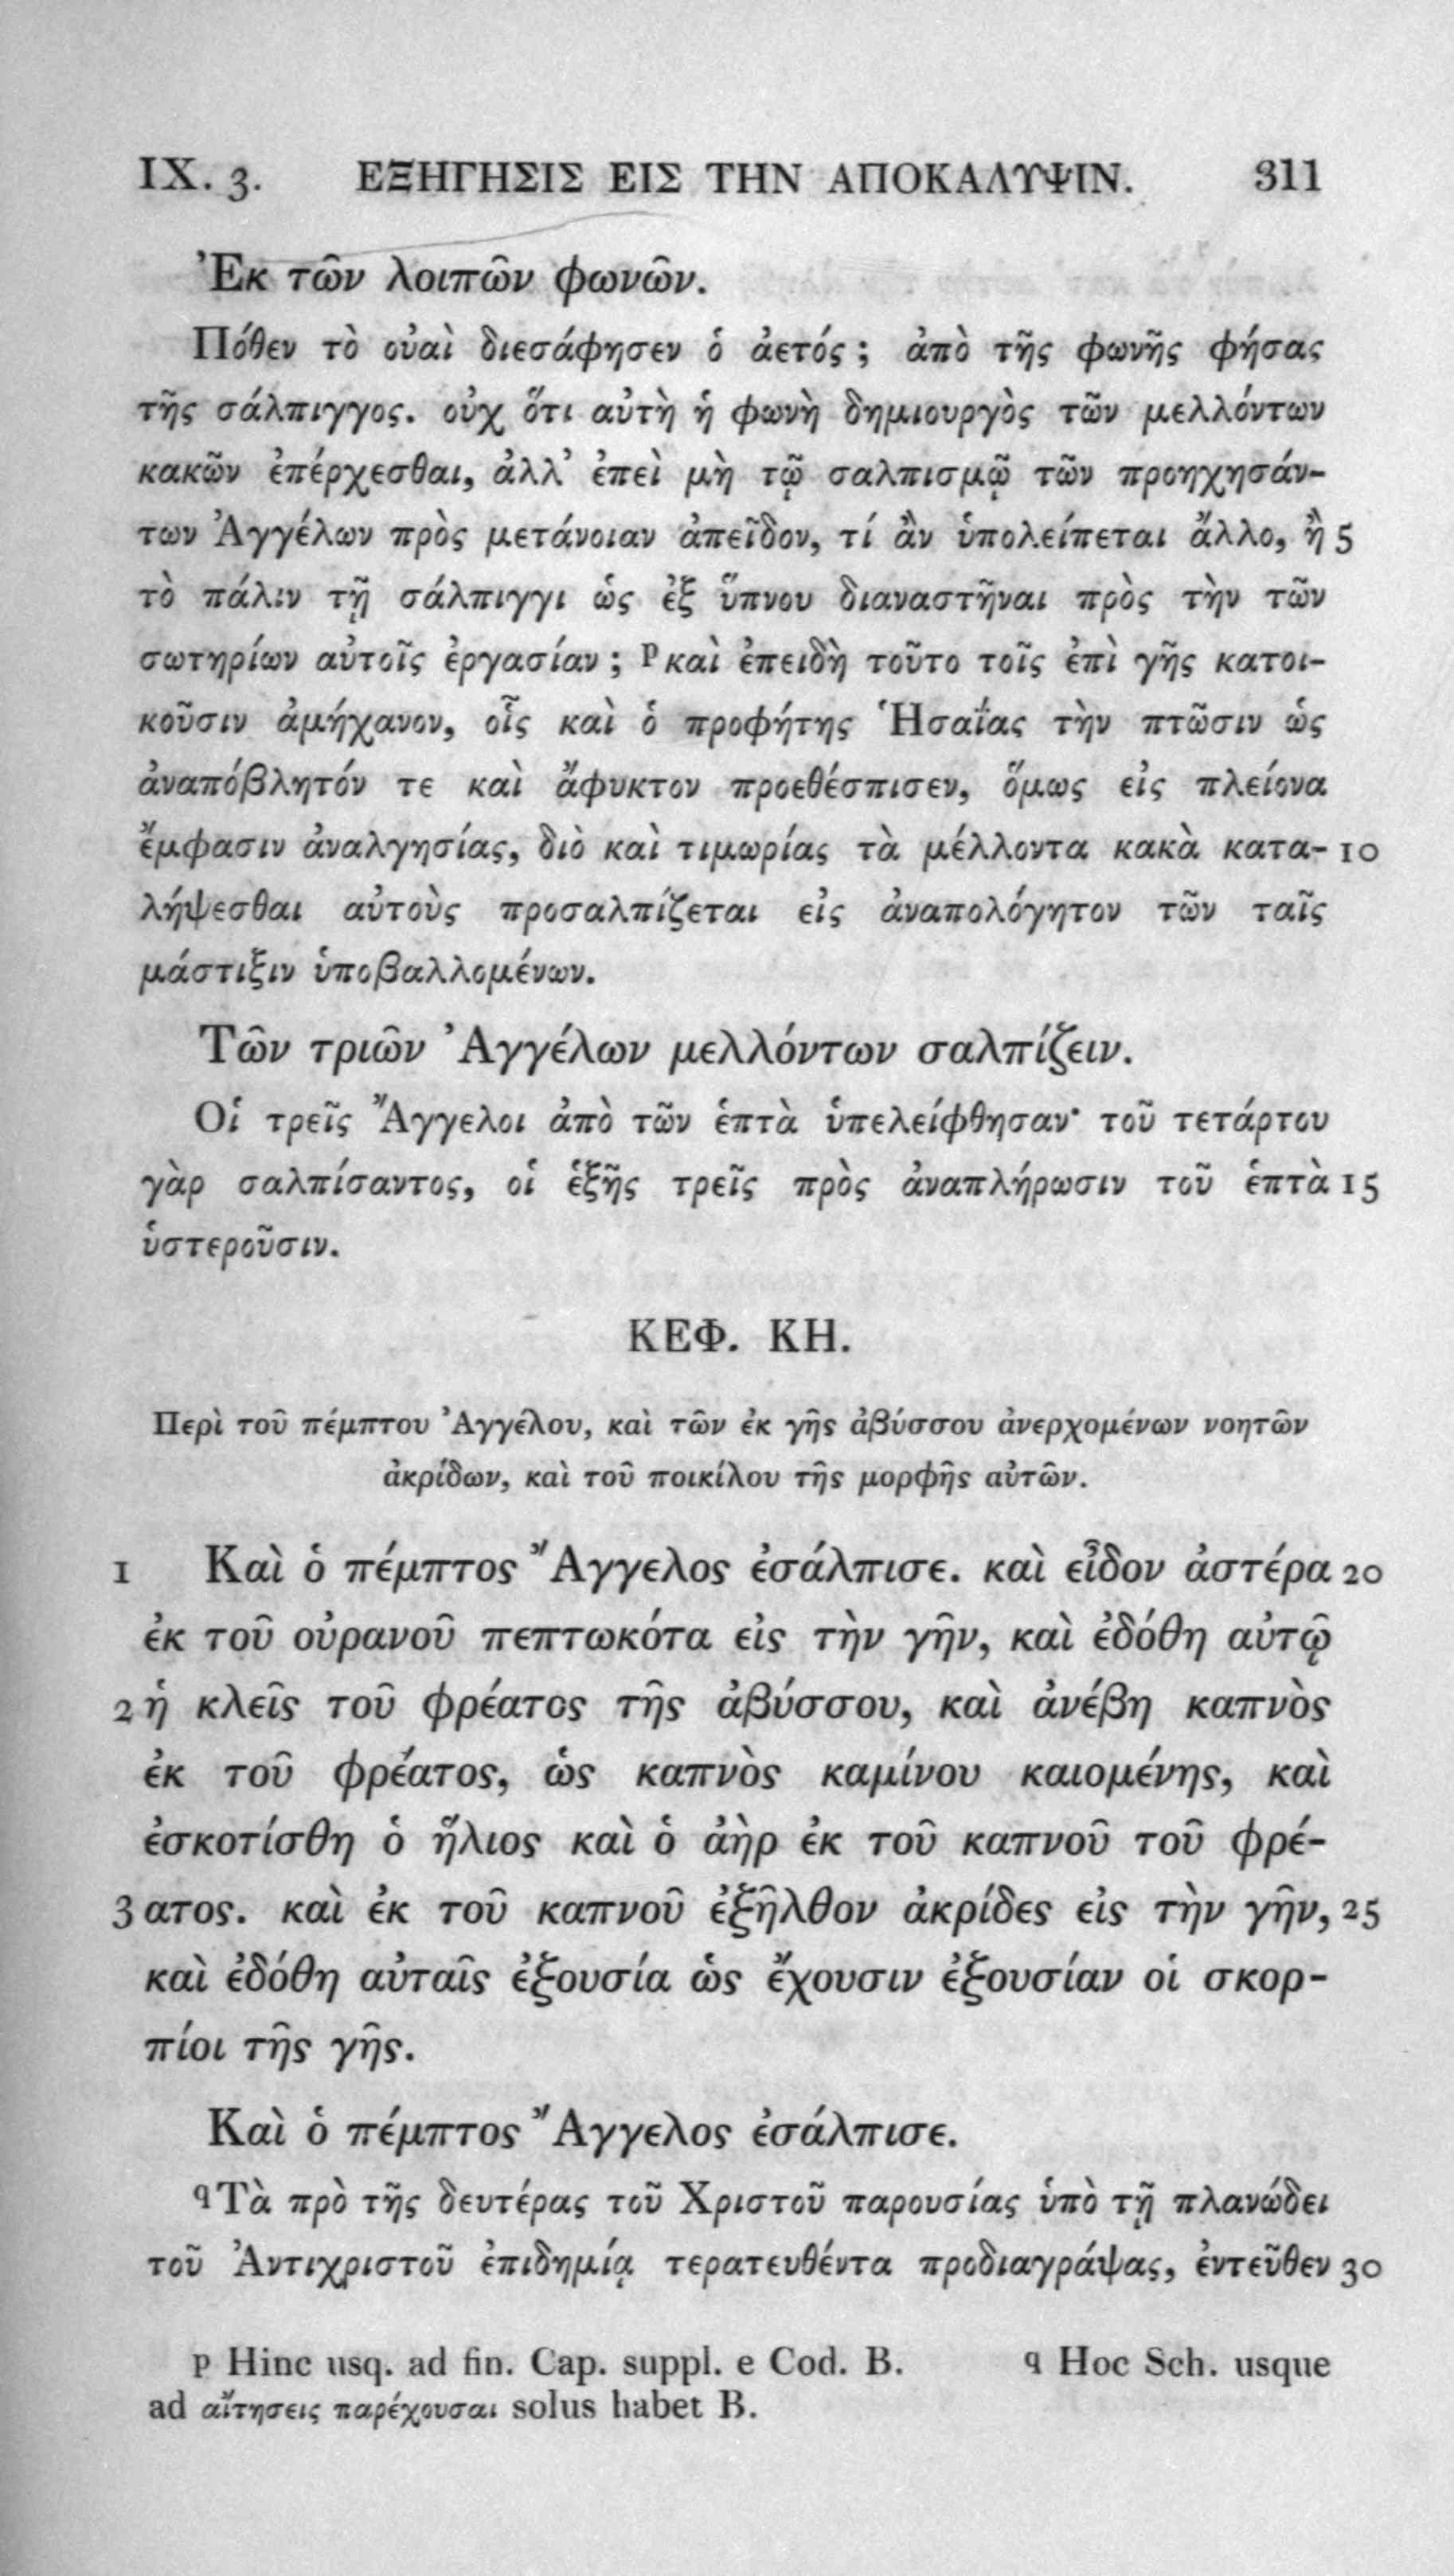 IX. 3. ΕΞΗΓΗΣΙΣ ΕΙΣ ΤΗΝ ΑΠΟΚΑΛΥΨΙΝ. 311
Ἐκ τῶν λοιπῶν φωνῶν.
Πόθεν τὸ οὐαὶ διεσάφησεν ὁ ἀετός; ἀπὸ τῆς φωνῆς φήσας
τῆς σάλπιγγος. οὐχ ὅτι αὐτὴ ἡ φωνὴ δημιουργὸς τῶν μελλόντων
κακῶν ἐπέρχεσθαι, ἀλλ’ ἐπεὶ μὴ τῷ σαλπισμῷ τῶν προηχησάν-
των Ἀγγέλων πρὸς μετάνοιαν ἀπεῖδον, τί ἂν ὑπολείπεται ἄλλο, ἢ 5
τὸ πάλιν τῇ σάλπιγγι ὡς ἐξ ὕπνου διαναστῆναι πρὸς τὴν τῶν
σωτηρίων αὐτοῖς ἐργασίαν; p καὶ ἐπειδὴ τοῦτο τοῖς ἐπὶ γῆς κατοι-
κοῦσιν ἀμήχανον, οἷς καὶ ὁ προφήτης Ἡσαΐας τὴν πτῶσιν ὡς
ἀναπόβλητόν τε καὶ ἄφυκτον προεθέσπισεν, ὅμως εἰς πλείονα
ἔμφασιν ἀναλγησίας, διὸ καὶ τιμωρίας τὰ μέλλοντα κακὰ κατα- 10
λήψεσθαι αὐτοὺς προσαλπίζεται εἰς ἀναπολόγητον τῶν ταῖς
μάστιξιν ὑποβαλλομένων.
Τῶν τριῶν Ἀγγέλων μελλόντων σαλπίζειν.
Οἱ τρεῖς Ἄγγελοι ἀπὸ τῶν ἑπτὰ ὑπελείφθησαν· τοῦ τετάρτου
γὰρ σαλπίσαντος, οἱ ἑξῆς τρεῖς πρὸς ἀναπλήρωσιν τοῦ ἑπτὰ 15
ὑστεροῦσιν.
ΚΕΦ. ΚΗ.
Περὶ τοῦ πέμπτου Ἀγγέλου, καὶ τῶν ἐκ γῆς ἀβύσσου ἀνερχομένων νοητῶν
ἀκρίδων, καὶ τοῦ ποικίλου τῆς μορφῆς αὐτῶν.
1 Καὶ ὁ πέμπτος Ἄγγελος ἐσάλπισε. καὶ εἶδον ἀστέρα 20
ἐκ τοῦ οὐρανοῦ πεπτωκότα εἰς τὴν γῆν, καὶ ἐδόθη αὐτῷ
2 ἡ κλεῖς τοῦ φρέατος τῆς ἀβύσσου, καὶ ἀνέβη καπνὸς
ἐκ τοῦ φρέατος, ὡς καπνὸς καμίνου καιομένης, καὶ
ἐσκοτίσθη ὁ ἥλιος καὶ ὁ ἀὴρ ἐκ τοῦ καπνοῦ τοῦ φρέ-
3 ατος. καὶ ἐκ τοῦ καπνοῦ ἐξῆλθον ἀκρίδες εἰς τὴν γῆν, 25
καὶ ἐδόθη αὐταῖς ἐξουσία ὡς ἔχουσιν ἐξουσίαν οἱ σκορ-
πίοι τῆς γῆς.
Καὶ ὁ πέμπτος Ἄγγελος ἐσάλπισε.
q Τὰ πρὸ τῆς δευτέρας τοῦ Χριστοῦ παρουσίας ὑπὸ τῇ πλανώδει
τοῦ Ἀντιχριστοῦ ἐπιδημίᾳ τερατευθέντα προδιαγράψας, ἐντεῦθεν 30
p Hinc usq. ad fin. Cap. suppl. e Cod. B. q Hoc Sch. usque
ad αἴτησεις παρέχουσαι solus habet B.